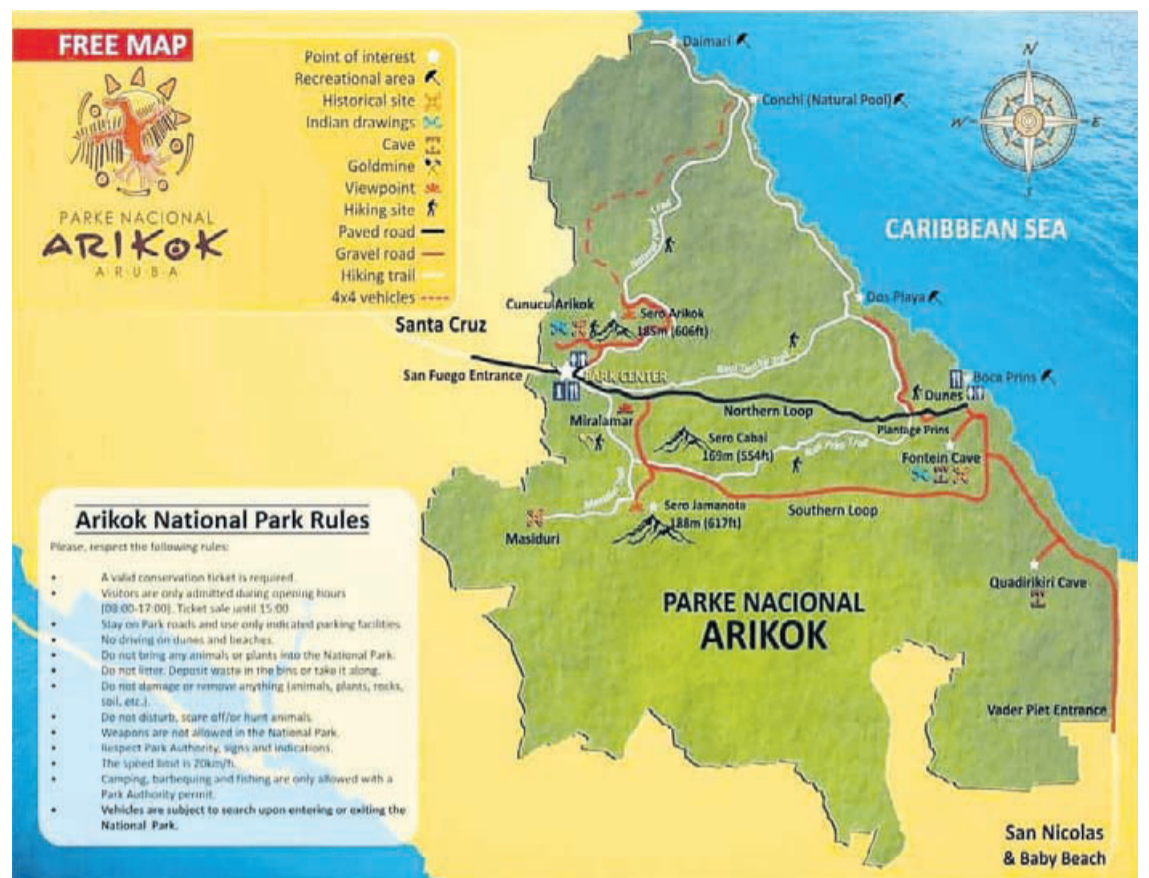 FREE MAP
PARKE NACIONAL
ARIKOK
ARUBA
Point of interest
Recreational area
Historical site
Indian drawings
Cave
Goldmine
Viewpoint
Hiking site
Paved road
Gravel road
Hiking trail
4x4 vehicles
Daimari
Conchi (Natural Pool)
N
W
E
CARIBBEAN SEA
Dos Playa
Cunucu Arikok
Sero Arikok
185m (606ft)
Santa Cruz
San Fuego Entrance
PARK CENTER
Boca Prins
Dunes
Northern Loop
Miralamar
Plantage Prins
Sero Cabai
169m (554ft)
Fontein Cave
Sero Jamanota
188m (617ft)
Southern Loop
Masiduri
Quadirikiri Cave
PARKE NACIONAL
ARIKOK
Vader Piet Entrance
San Nicolas
& Baby Beach
Arikok National Park Rules
Please, respect the following rules:
• A valid conservation ticket is required.
• Visitors are only admitted during opening hours
(08:00-17:00). Ticket sale until 15:00
• Stay on Park roads and use only indicated parking facilities.
• No driving on dunes and beaches.
• Do not bring any animals or plants into the National Park.
• Do not litter. Deposit waste in the bins or take it along.
• Do not damage or remove anything (animals, plants, rocks,
soil, etc.).
• Do not disturb, scare off/or hunt animals.
• Weapons are not allowed in the National Park.
• Respect Park Authority, signs and indications.
• The speed limit is 20km/h.
• Camping, barbequing and fishing are only allowed with a
Park Authority permit.
• Vehicles are subject to search upon entering or exiting the
National Park.